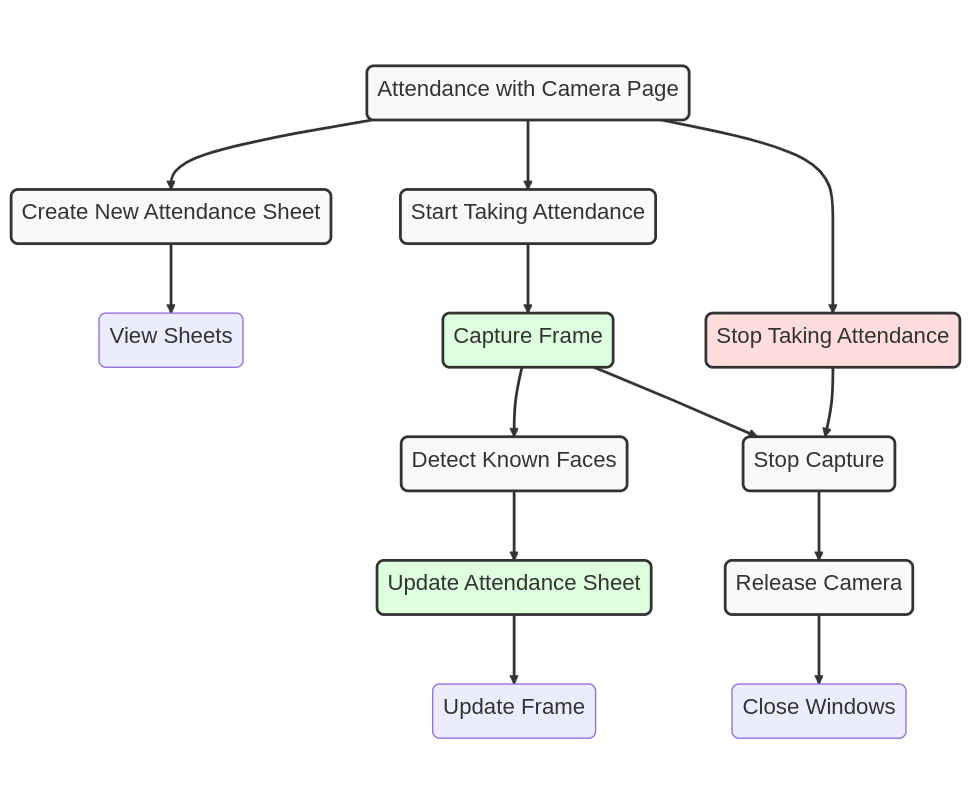 Attendance with Camera Page
Create New Attendance Sheet
Start Taking Attendance
View Sheets
Capture Frame
Stop Taking Attendance
Detect Known Faces
Stop Capture
Update Attendance Sheet
Release Camera
Update Frame
Close Windows